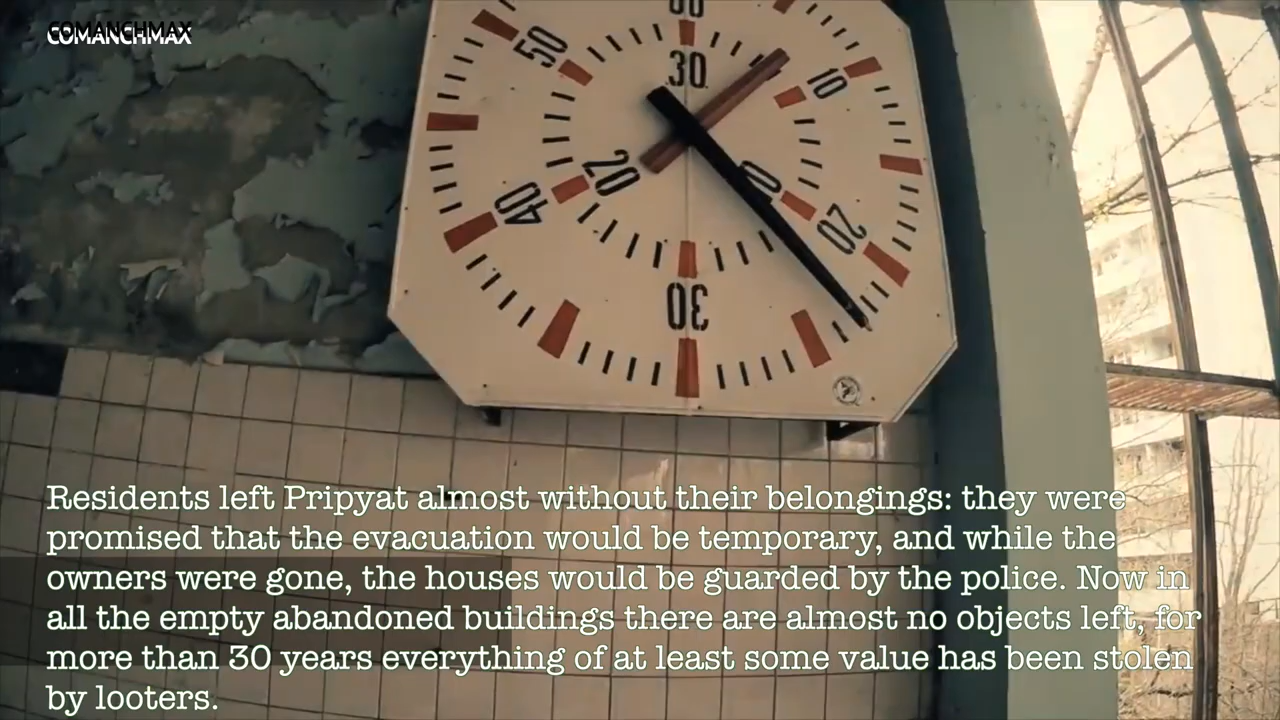 COMANCHMAX
60
50
10
30
20
10
40
20
30
Residents left Pripyat almost without their belongings: they were
promised that the evacuation would be temporary, and while the
owners were gone, the houses would be guarded by the police. Now in
all the empty abandoned buildings there are almost no objects left, for
more than 30 years everything of at least some value has been stolen
by looters.